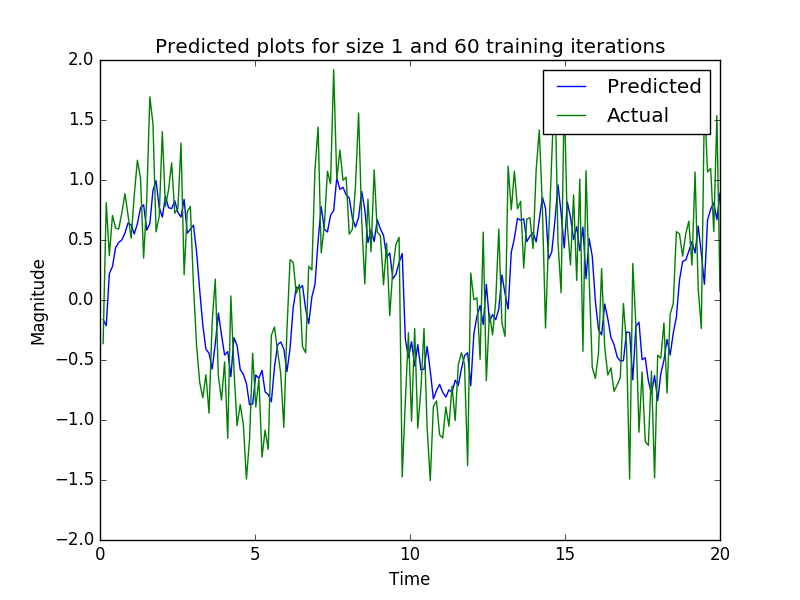 Predicted plots for size 1 and 60 training iterations
Predicted
Actual
Magnitude
2.0
1.5
1.0
0.5
0.0
−0.5
−1.0
−1.5
−2.0
0 5 10 15 20
Time